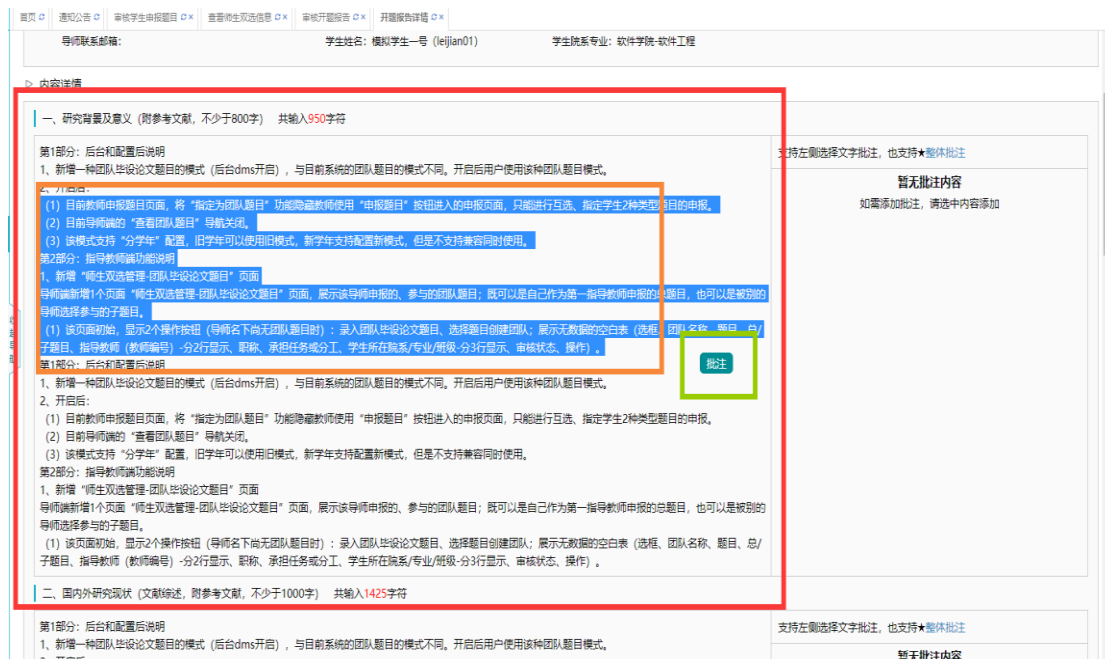 首页 通知公告 审核学生申报题目 查看师生双选信息 审核开题报告 开题报告详情
导师联系邮箱： 学生姓名：模拟学生一号（leijian01） 学生院系专业：软件学院-软件工程
内容详情
一、研究背景及意义（附参考文献，不少于800字） 共输入950字符
第1部分：后台和配置后说明
1、新增一种团队毕设论文题目的模式（后台dms开启），与目前系统的团队题目的模式不同。开启后用户使用该种团队题目模式。
2、开启后：
（1）目前教师申报题目页面，将“指定为团队题目”功能隐藏教师使用“申报题目”按钮进入的申报页面，只能进行互选、指定学生2种类型题目的申报。
（2）目前导师端的“查看团队题目”导航关闭。
（3）该模式支持“分学年”配置，旧学年可以使用旧模式，新学年支持配置新模式，但是不支持兼容同时使用。
第2部分：指导教师端功能说明
1、新增“师生双选管理-团队毕设论文题目”页面
导师端新增1个页面“师生双选管理-团队毕设论文题目”页面，展示该导师申报的、参与的团队题目；既可以是自己作为第一指导教师申报的总题目，也可以是被别的
导师选择参与的子题目。
（1）该页面初始，显示2个操作按钮（导师名下尚无团队题目时）：录入团队毕设论文题目、选择题目创建团队；展示无数据的空白表（选框、团队名称、题目、总/
子题目、指导教师（教师编号）-分2行显示、职称、承担任务或分工、学生所在院系/专业/班级-分3行显示、审核状态、操作）。
第1部分：后台和配置后说明
1、新增一种团队毕设论文题目的模式（后台dms开启），与目前系统的团队题目的模式不同。开启后用户使用该种团队题目模式。
2、开启后：
（1）目前教师申报题目页面，将“指定为团队题目”功能隐藏教师使用“申报题目”按钮进入的申报页面，只能进行互选、指定学生2种类型题目的申报。
（2）目前导师端的“查看团队题目”导航关闭。
（3）该模式支持“分学年”配置，旧学年可以使用旧模式，新学年支持配置新模式，但是不支持兼容同时使用。
第2部分：指导教师端功能说明
1、新增“师生双选管理-团队毕设论文题目”页面
导师端新增1个页面“师生双选管理-团队毕设论文题目”页面，展示该导师申报的、参与的团队题目；既可以是自己作为第一指导教师申报的总题目，也可以是被别的
导师选择参与的子题目。
（1）该页面初始，显示2个操作按钮（导师名下尚无团队题目时）：录入团队毕设论文题目、选择题目创建团队；展示无数据的空白表（选框、团队名称、题目、总/
子题目、指导教师（教师编号）-分2行显示、职称、承担任务或分工、学生所在院系/专业/班级-分3行显示、审核状态、操作）。
支持左侧选择文字批注，也支持★整体批注
暂无批注内容
如需添加批注，请选中内容添加
批注
二、国内外研究现状（文献综述，附参考文献，不少于1000字） 共输入1425字符
第1部分：后台和配置后说明
1、新增一种团队毕设论文题目的模式（后台dms开启），与目前系统的团队题目的模式不同。开启后用户使用该种团队题目模式。
支持左侧选择文字批注，也支持★整体批注
暂无批注内容